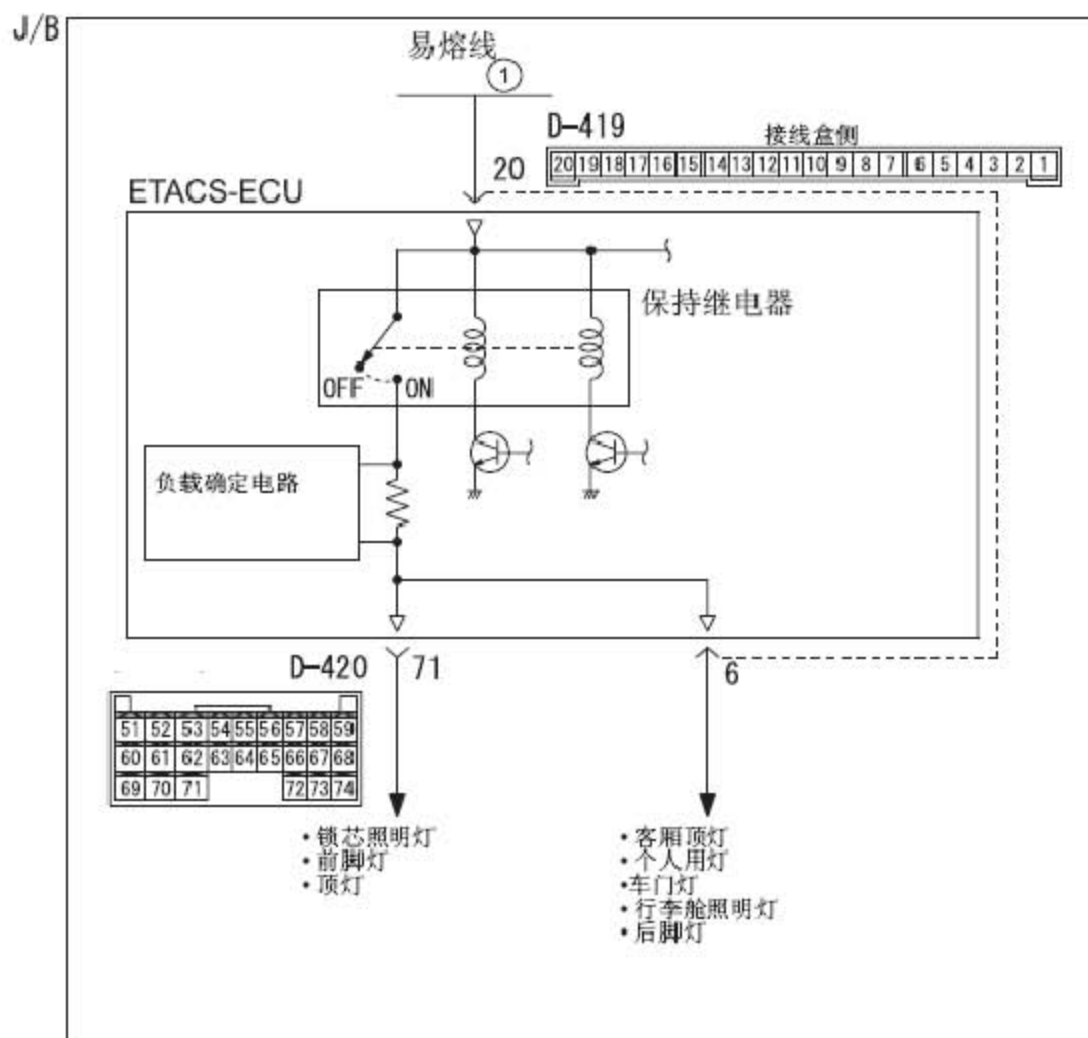 J/B
易熔线
1
D-419
接线盒侧
20
20 19 18 17 16 15 14 13 12 11 10 9 8 7 6 5 4 3 2 1
ETACS-ECU
保持继电器
OFF ON
负载确定电路
D-420
71
6
51 52 53 54 55 56 57 58 59
60 61 62 63 64 65 66 67 68
69 70 71 72 73 74
・锁芯照明灯
・前脚灯
・顶灯
・客厢顶灯
・个人用灯
・车门灯
・行李舱照明灯
・后脚灯